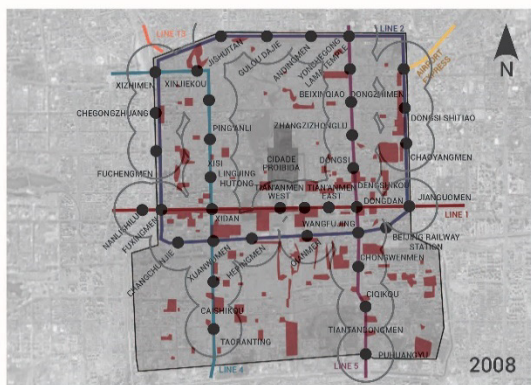 LINE 13
LINE 2
JISHUITAN
GULOU DAJIE
ANDINGMEN
YONGHEGONG
LAMA TEMPLE
AIRPORT
EXPRESS
XIZHIMEN
XINJIEKOU
BEIXINQIAO
DONGZHIMEN
CHEGONGZHUANG
PING'ANLI
ZHANGZIZHONGLU
DONGSI SHITIAO
XISI
CIDADE
PROIBIDA
DONGSI
CHAOYANGMEN
FUCHENGMEN
LINGJING
HUTONG
TIAN'ANMEN
WEST
TIAN'ANMEN
EAST
DENGSHIKOU
JIANGUOMEN
NANLISHILU
FUXINGMEN
XIDAN
WANGFUJING
DONGDAN
LINE 1
CHANGCHUNJIE
XUANWUMEN
HEPINGMEN
QIANMEN
BEIJING RAILWAY
STATION
CHONGWENMEN
CIQIKOU
CAISHIKOU
TIANTANDONGMEN
TAORANTING
PUHUANGYU
LINE 4
LINE 5
2008